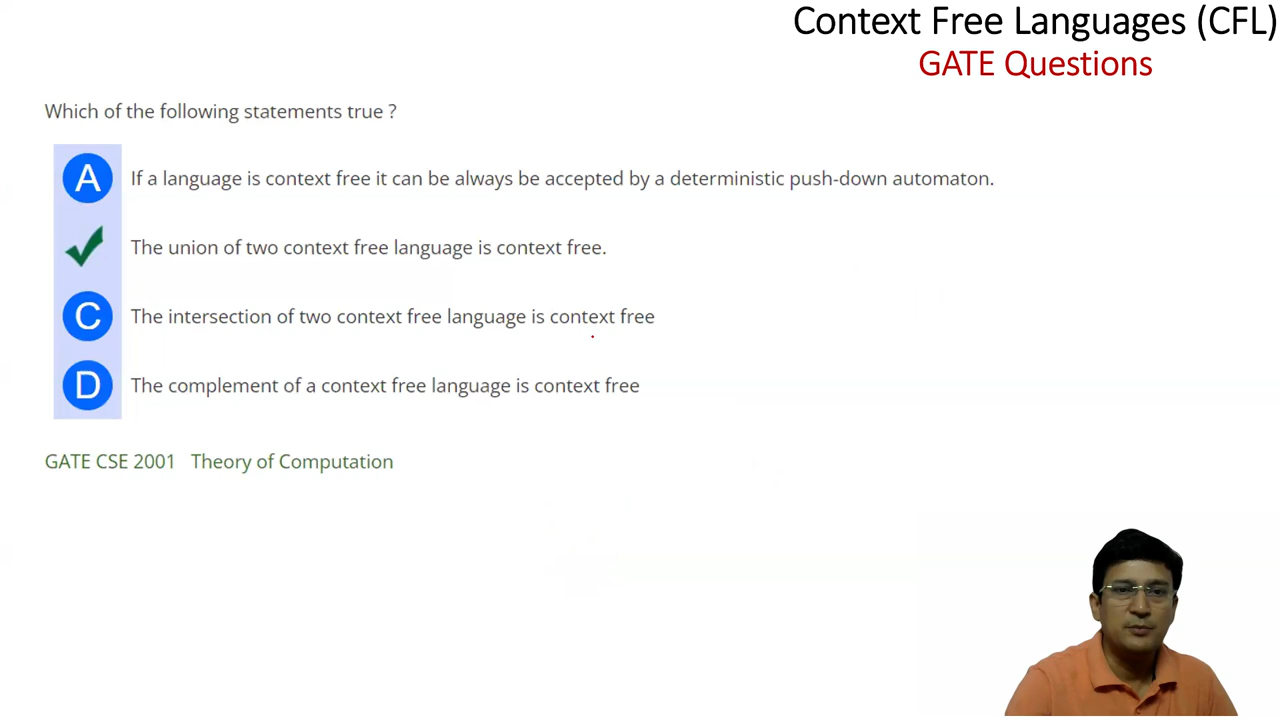 Context Free Languages (CFL)
GATE Questions
Which of the following statements true ?
A If a language is context free it can be always be accepted by a deterministic push-down automaton.
The union of two context free language is context free.
C The intersection of two context free language is context free
D The complement of a context free language is context free
GATE CSE 2001 Theory of Computation